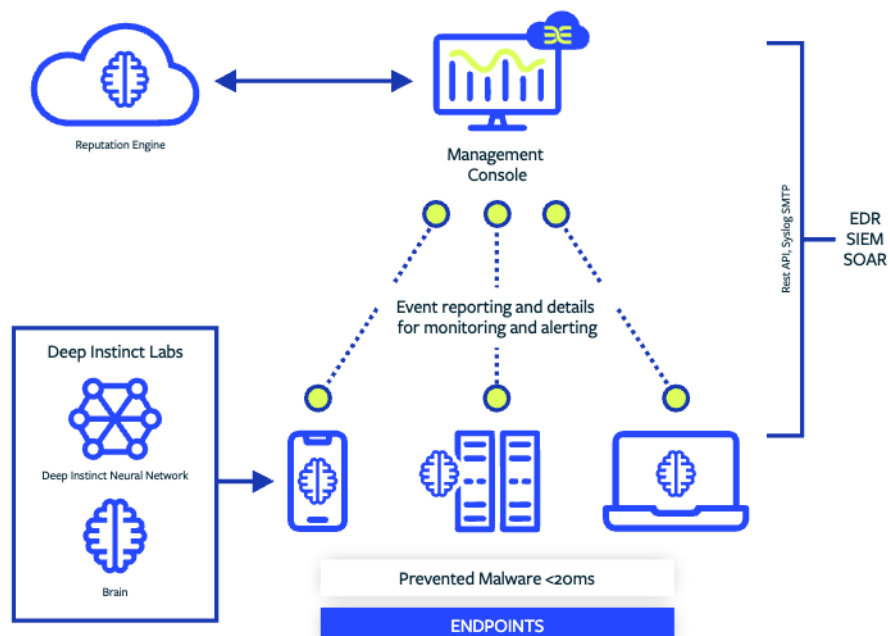 Reputation Engine
Management
Console
Rest API, Syslog SMTP
EDR
SIEM
SOAR
Event reporting and details
for monitoring and alerting
Deep Instinct Labs
Deep Instinct Neural Network
Brain
Prevented Malware <20ms
ENDPOINTS